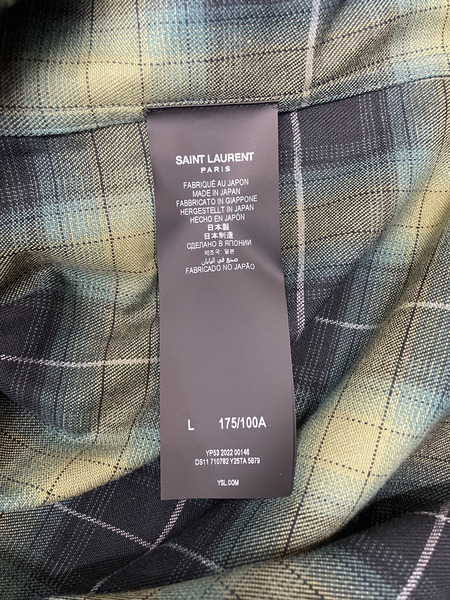 SAINT LAURENT
PARIS
FABRIQUÉ AU JAPON
MADE IN JAPAN
FABBRICATO IN GIAPPONE
HERGESTELLT IN JAPAN
HECHO EN JAPÓN
日本製
日本制造
СДЕЛАНО В ЯПОНИИ
제조국 일본
صنع في اليابان
FABRICADO NO JAPÃO
L 175/100A
YP53 2022 00146
DS11 710782 Y25TA 5879
YSL.COM